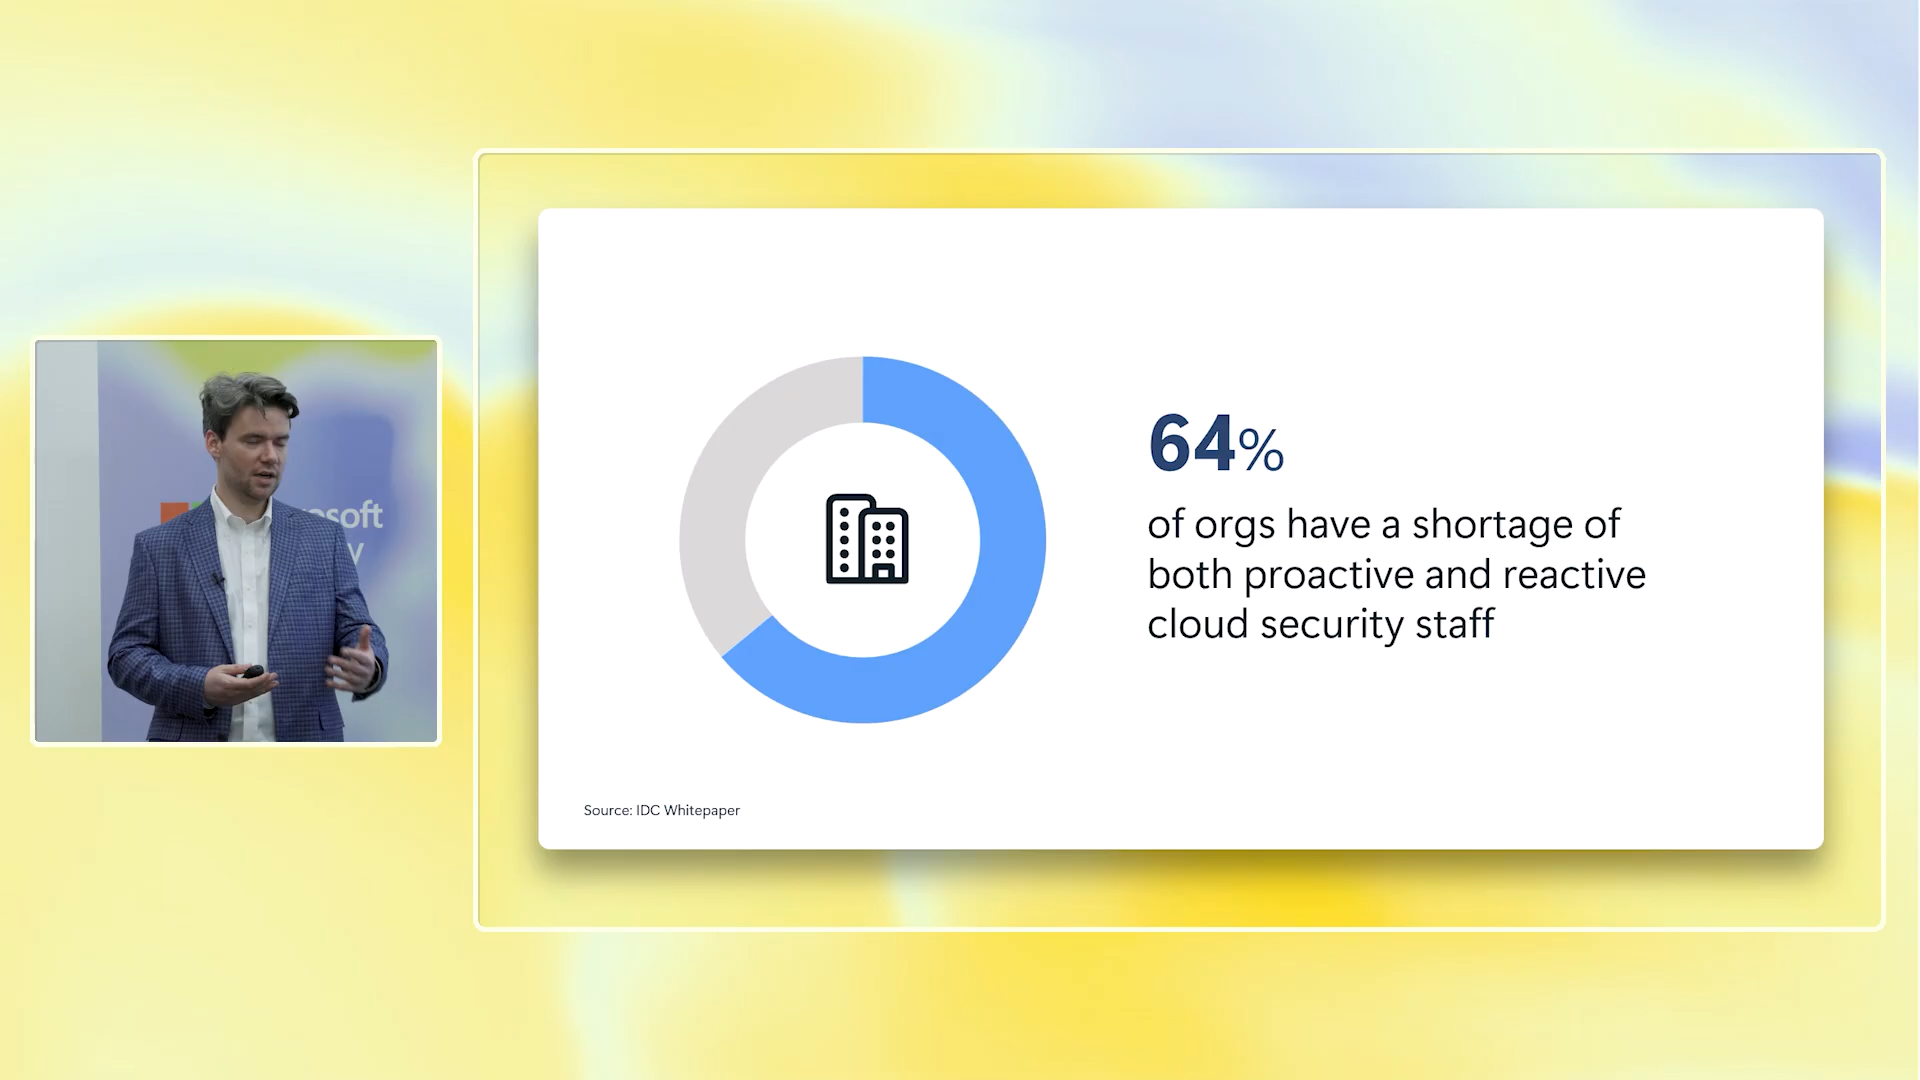 64%
of orgs have a shortage of
both proactive and reactive
cloud security staff
Source: IDC Whitepaper